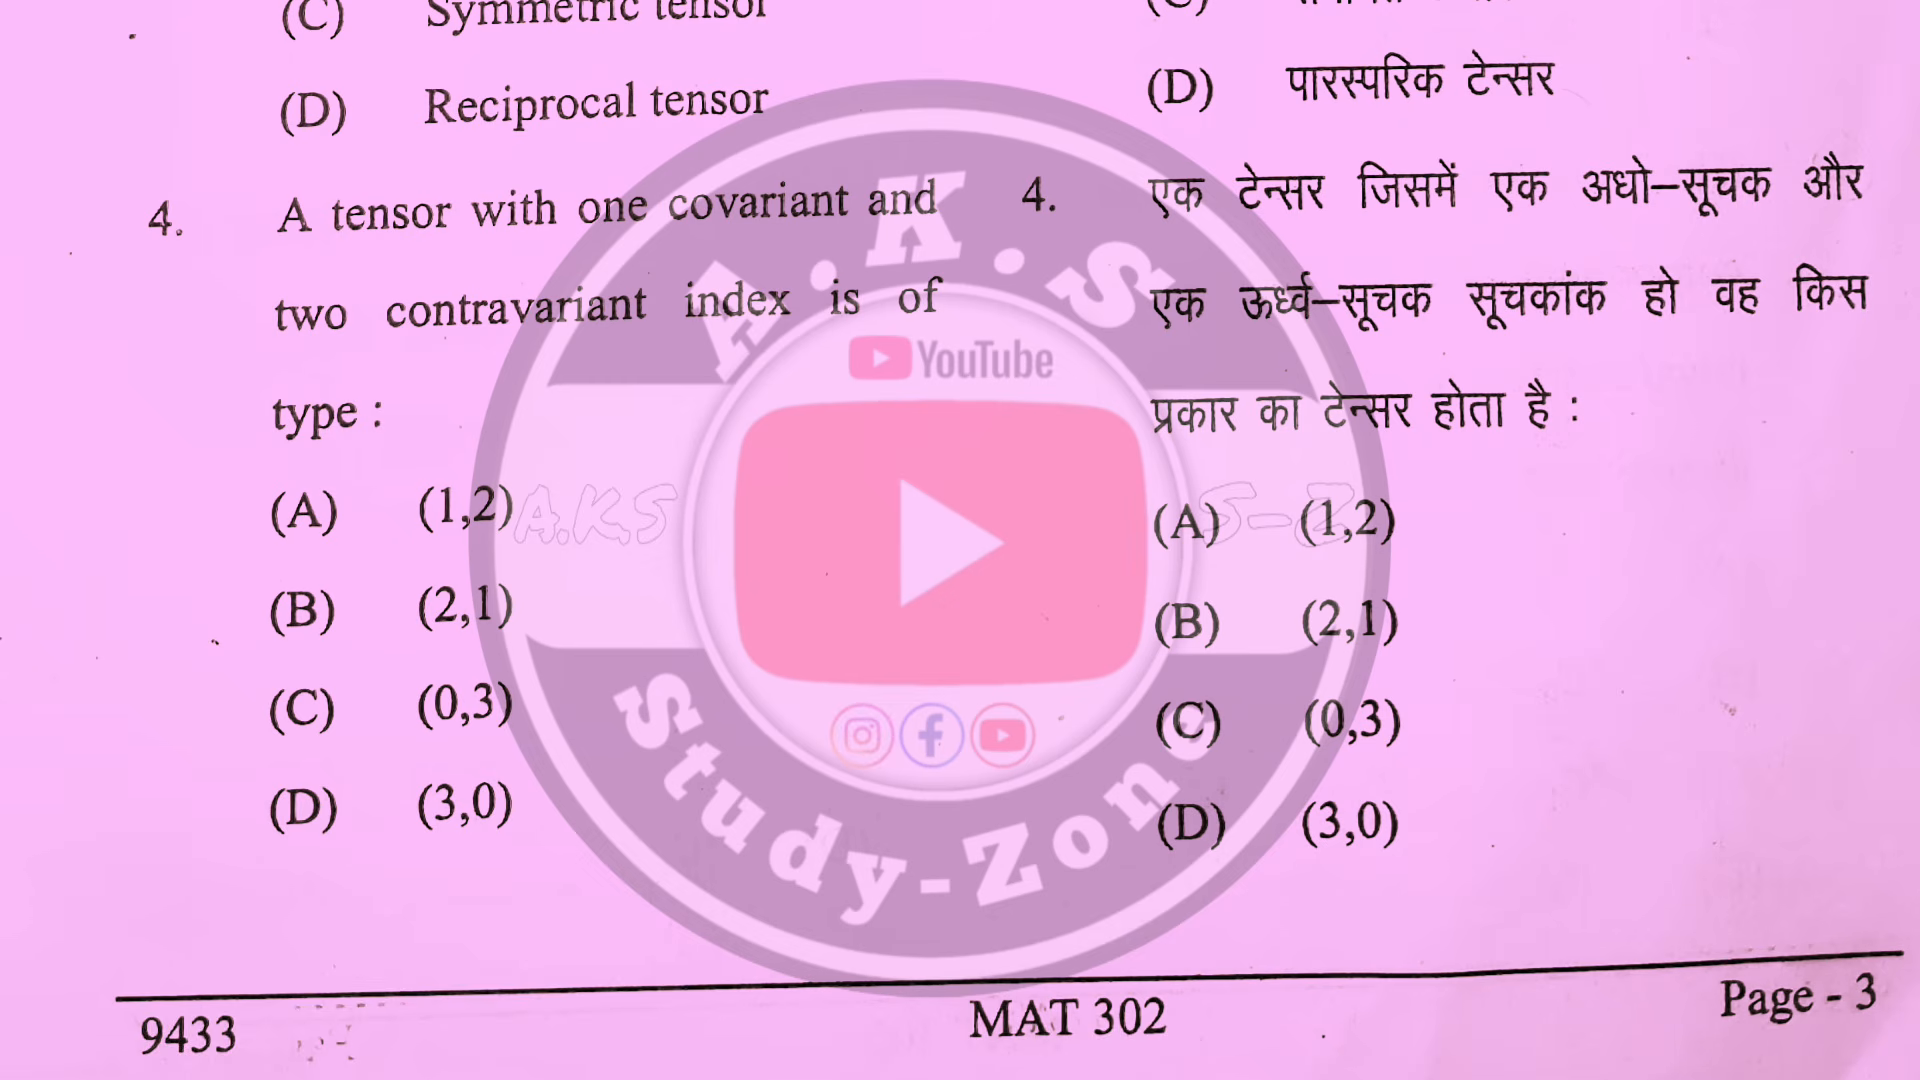 (C) Symmetric tensor
(D) Reciprocal tensor
4. A tensor with one covariant and
two contravariant index is of
type :
(A) (1,2)
(B) (2,1)
(C) (0,3)
(D) (3,0)
(C)
(D) पारस्परिक टेन्सर
4. एक टेन्सर जिसमें एक अधो–सूचक और
एक ऊर्ध्व–सूचक सूचकांक हो वह किस
प्रकार का टेन्सर होता है :
(A) (1,2)
(B) (2,1)
(C) (0,3)
(D) (3,0)
A.K.S
YouTube
A.K.S S-Z
Study-Zone
9433 MAT 302 Page - 3